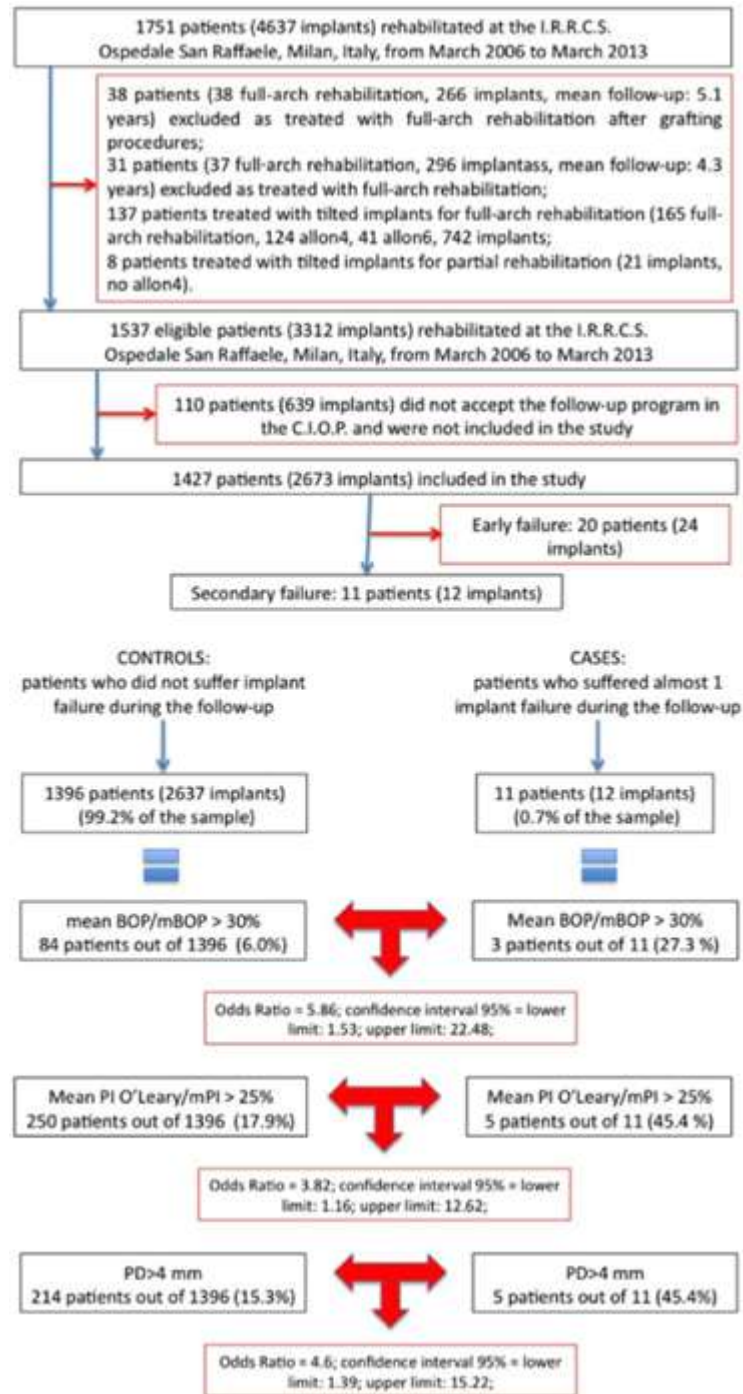 1751 patients (4637 implants) rehabilitated at the I.R.R.C.S.
Ospedale San Raffaele, Milan, Italy, from March 2006 to March 2013
38 patients (38 full-arch rehabilitation, 266 implants, mean follow-up: 5.1
years) excluded as treated with full-arch rehabilitation after grafting
procedures;
31 patients (37 full-arch rehabilitation, 296 implantass, mean follow-up: 4.3
years) excluded as treated with full-arch rehabilitation;
137 patients treated with tilted implants for full-arch rehabilitation (165 full-
arch rehabilitation, 124 allon4, 41 allon6, 742 implants;
8 patients treated with tilted implants for partial rehabilitation (21 implants,
no allon4).
1537 eligible patients (3312 implants) rehabilitated at the I.R.R.C.S.
Ospedale San Raffaele, Milan, Italy, from March 2006 to March 2013
110 patients (639 implants) did not accept the follow-up program in
the C.I.O.P. and were not included in the study
1427 patients (2673 implants) included in the study
Early failure: 20 patients (24
implants)
Secondary failure: 11 patients (12 implants)
CONTROLS:
patients who did not suffer implant
failure during the follow-up
CASES:
patients who suffered almost 1
implant failure during the follow-up
1396 patients (2637 implants)
(99.2% of the sample)
11 patients (12 implants)
(0.7% of the sample)
mean BOP/mBOP > 30%
84 patients out of 1396 (6.0%)
Mean BOP/mBOP > 30%
3 patients out of 11 (27.3 %)
Odds Ratio = 5.86; confidence interval 95% = lower
limit: 1.53; upper limit: 22.48;
Mean PI O'Leary/mPI > 25%
250 patients out of 1396 (17.9%)
Mean PI O'Leary/mPI > 25%
5 patients out of 11 (45.4 %)
Odds Ratio = 3.82; confidence interval 95% = lower
limit: 1.16; upper limit: 12.62;
PD>4 mm
214 patients out of 1396 (15.3%)
PD>4 mm
5 patients out of 11 (45.4%)
Odds Ratio = 4.6; confidence interval 95% = lower
limit: 1.39; upper limit: 15.22;